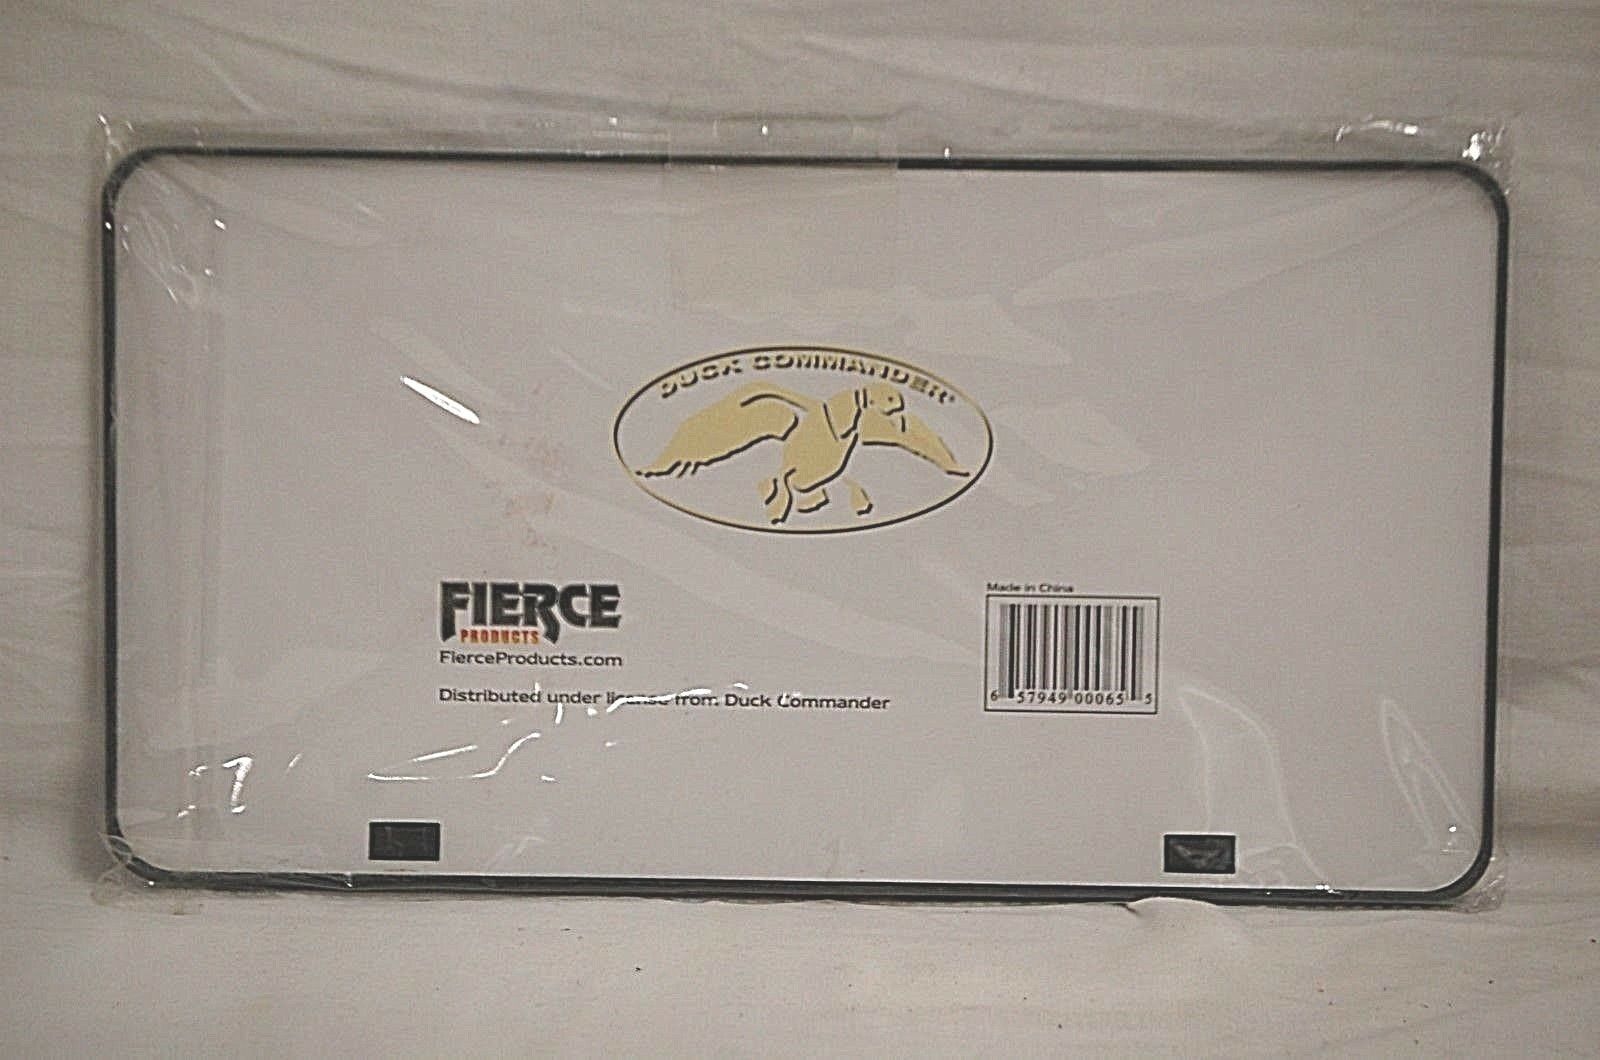 DUCK COMMANDER®
FIERCE
PRODUCTS
FierceProducts.com
Distributed under license from Duck Commander
Made in China
6 57949 00065 5